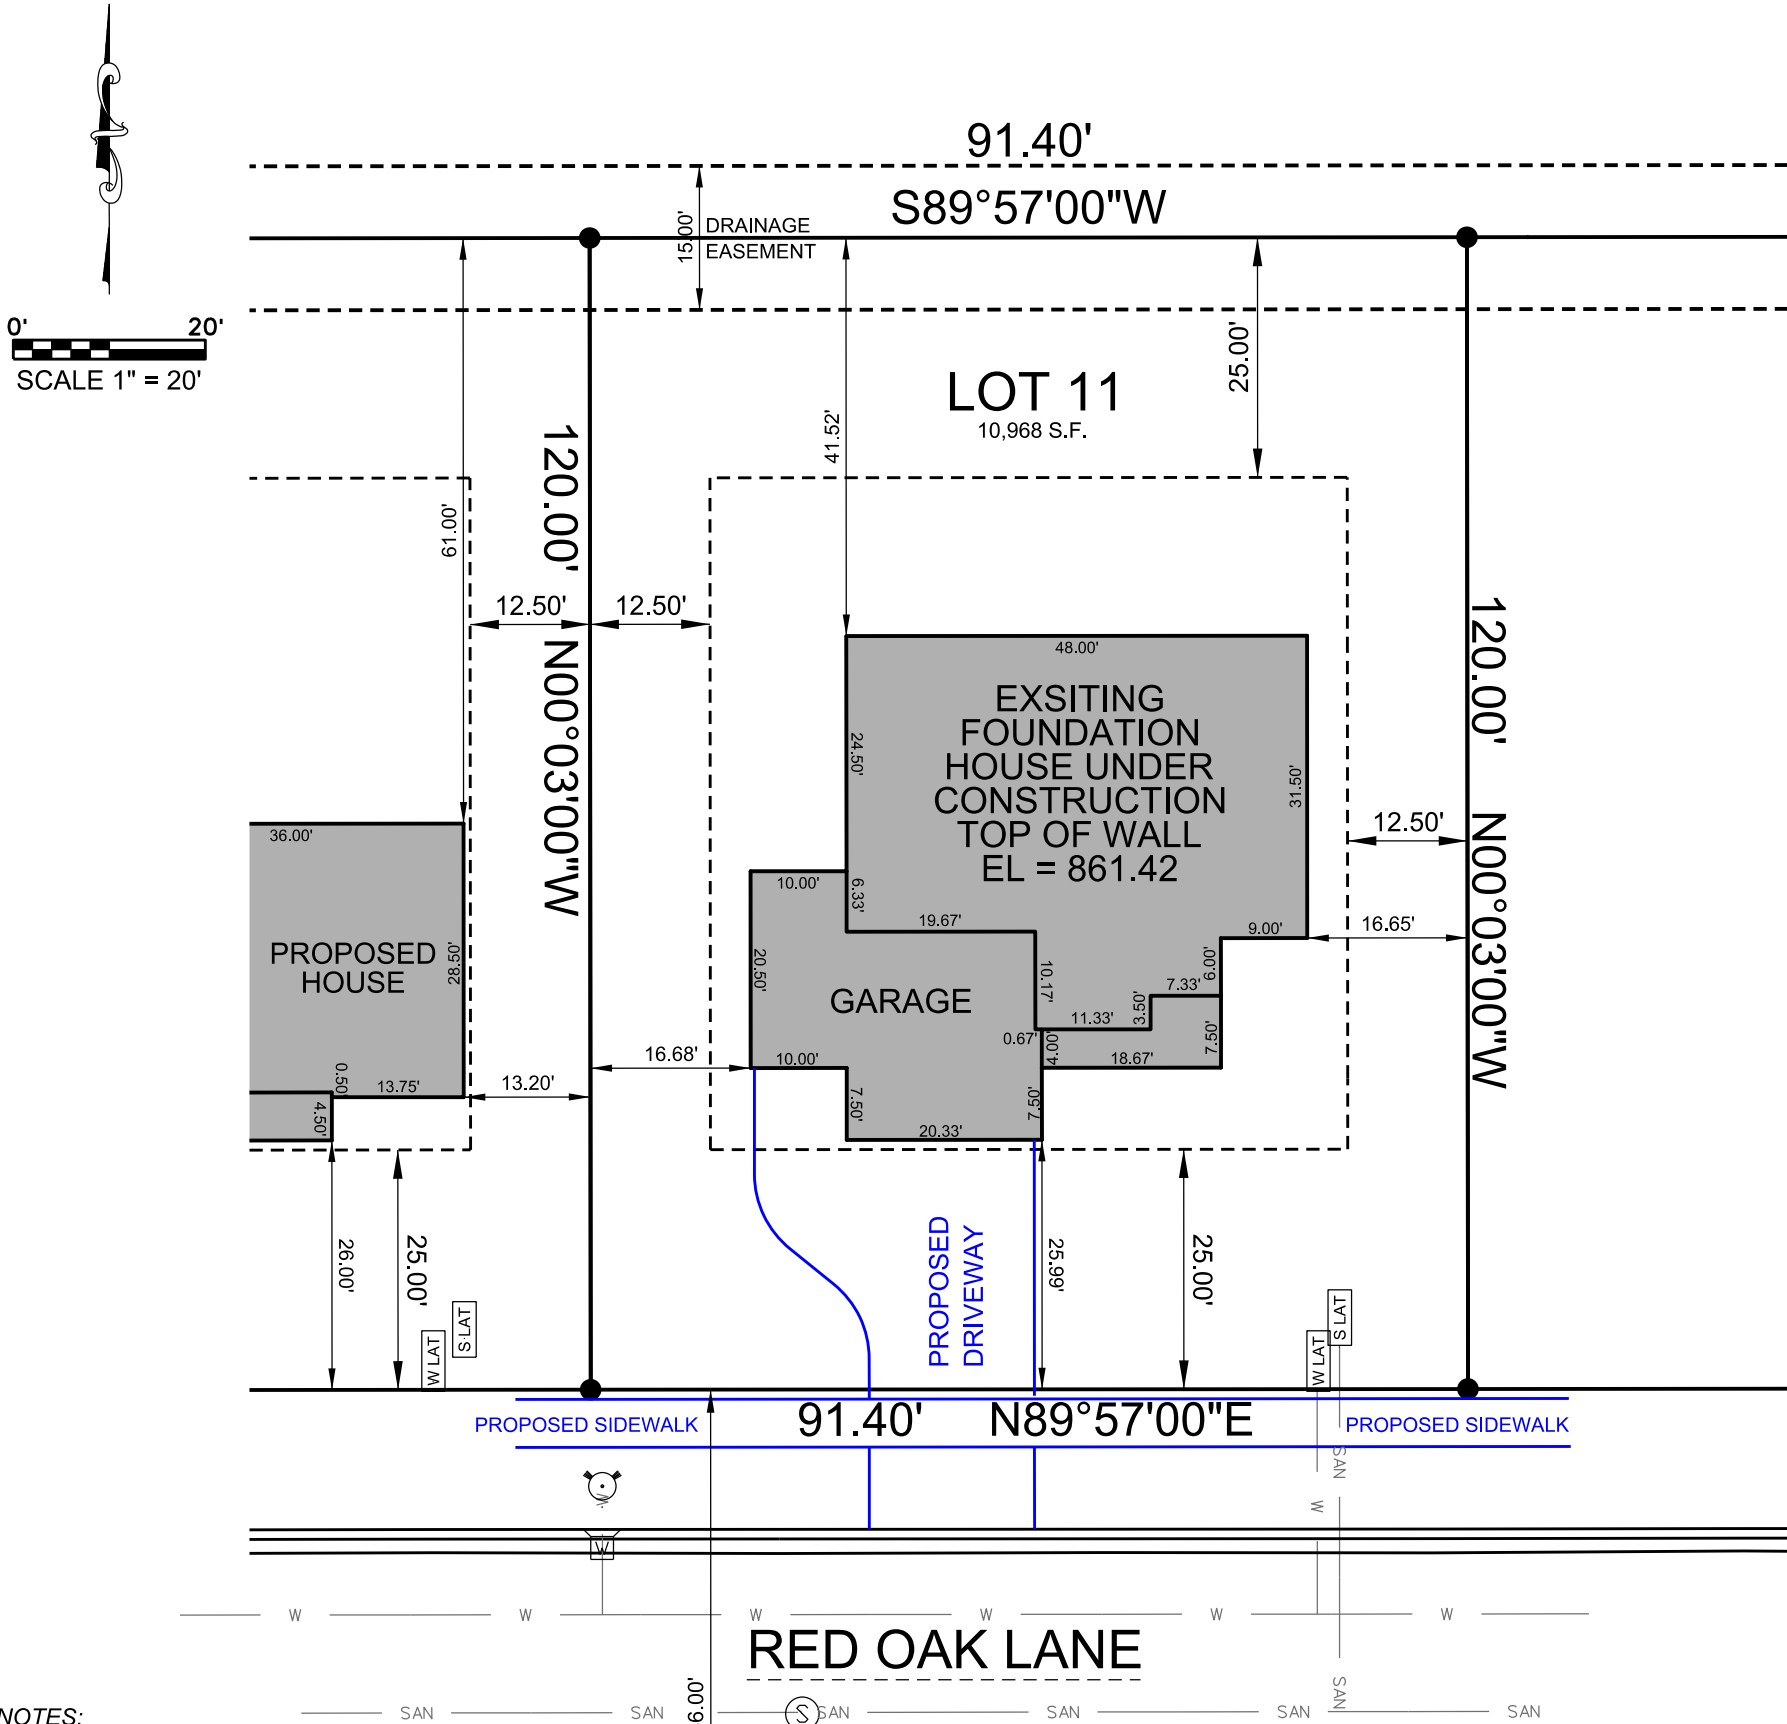 91.40'
S89°57'00"W
15.00'
DRAINAGE
EASEMENT
0'
20'
SCALE 1" = 20'
25.00'
LOT 11
10,968 S.F.
41.52'
61.00'
120.00'
N00°03'00"W
12.50'
12.50'
120.00'
N00°03'00"W
48.00'
EXSITING
FOUNDATION
HOUSE UNDER
CONSTRUCTION
TOP OF WALL
EL = 861.42
24.50'
31.50'
12.50'
36.00'
10.00'
6.33'
19.67'
9.00'
16.65'
PROPOSED
HOUSE
28.50'
20.50'
GARAGE
10.17'
6.00'
7.33'
3.50'
11.33'
0.67'
4.00'
7.50'
18.67'
16.68'
10.00'
0.50'
13.75'
13.20'
4.50'
7.50'
7.50'
20.33'
26.00'
25.00'
PROPOSED
DRIVEWAY
25.99'
25.00'
W LAT
S LAT
W LAT
S LAT
PROPOSED SIDEWALK
91.40'
N89°57'00"E
PROPOSED SIDEWALK
SAN
W
W
W
W
W
W
W
W
W
RED OAK LANE
SAN
6.00'
NOTES:
SAN
SAN
S
SAN
SAN
SAN
SAN